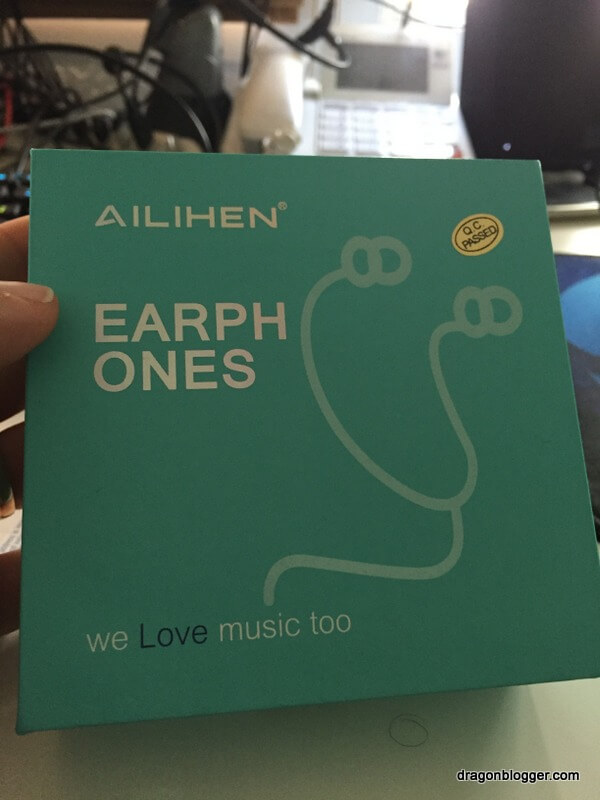 AILIHEN®
Q.C
PASSED
EARPH
ONES
we Love music too
dragonblogger.com